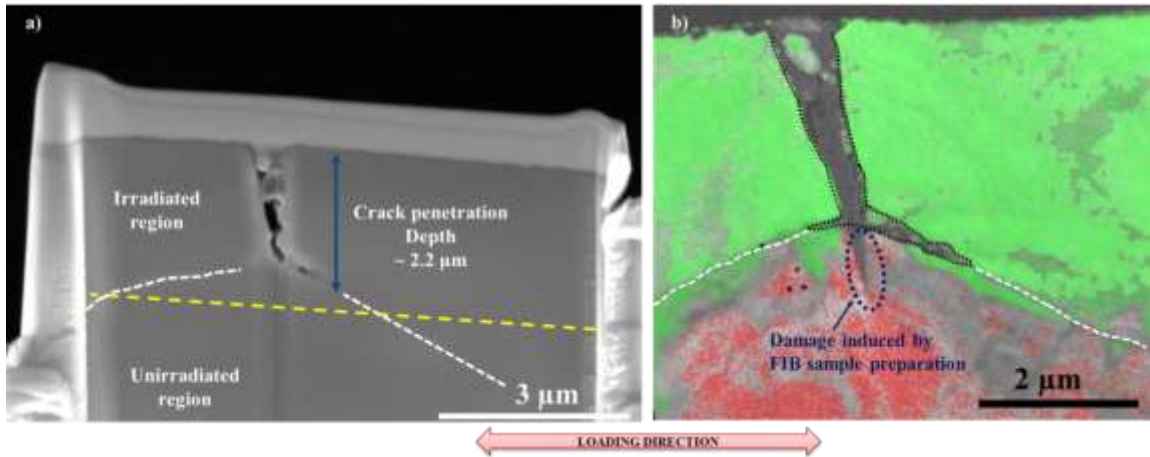 a)
Irradiated
region
Crack penetration
Depth
~ 2.2 µm
Unirradiated
region
3 µm
b)
Damage induced by
FIB sample preparation
2 µm
LOADING DIRECTION